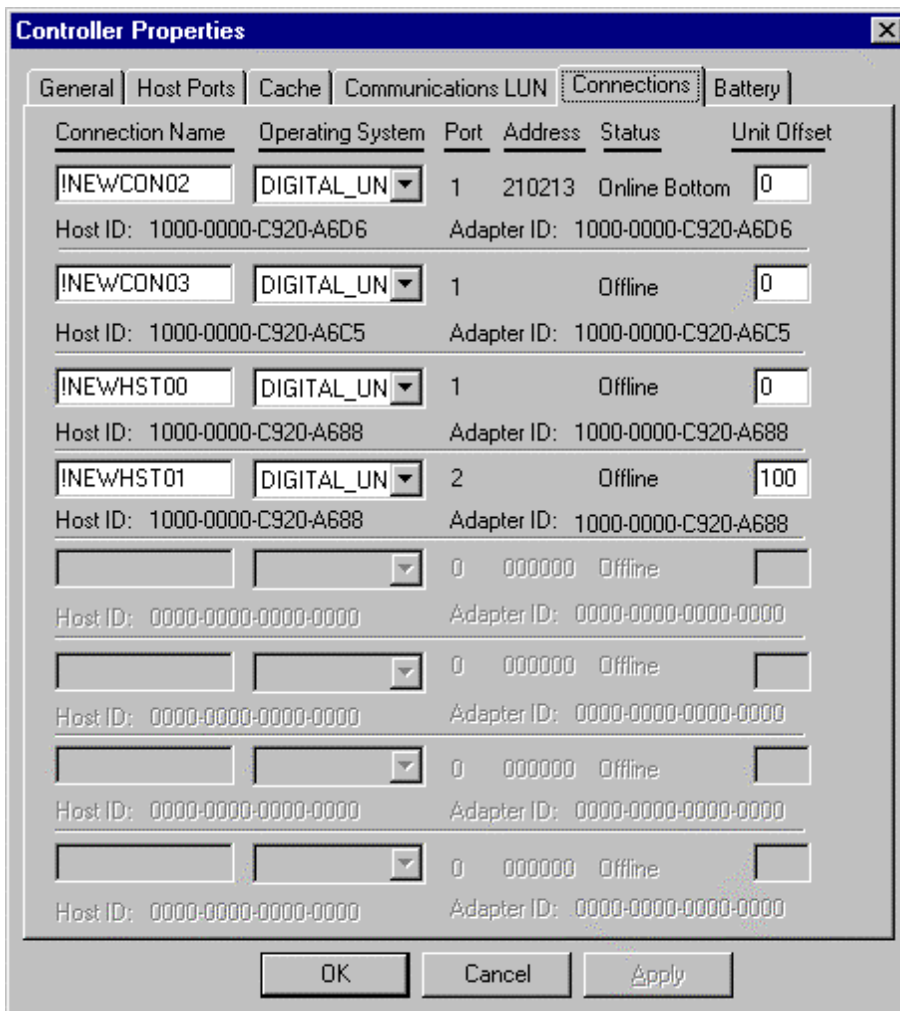 Controller Properties
General Host Ports Cache Communications LUN Connections Battery
Connection Name Operating System Port Address Status Unit Offset
!NEWCON02 DIGITAL_UN 1 210213 Online Bottom 0
Host ID: 1000-0000-C920-A6D6 Adapter ID: 1000-0000-C920-A6D6
!NEWCON03 DIGITAL_UN 1 Offline 0
Host ID: 1000-0000-C920-A6C5 Adapter ID: 1000-0000-C920-A6C5
!NEWHST00 DIGITAL_UN 1 Offline 0
Host ID: 1000-0000-C920-A688 Adapter ID: 1000-0000-C920-A688
!NEWHST01 DIGITAL_UN 2 Offline 100
Host ID: 1000-0000-C920-A688 Adapter ID: 1000-0000-C920-A688
0 000000 Offline
Host ID: 0000-0000-0000-0000 Adapter ID: 0000-0000-0000-0000
0 000000 Offline
Host ID: 0000-0000-0000-0000 Adapter ID: 0000-0000-0000-0000
0 000000 Offline
Host ID: 0000-0000-0000-0000 Adapter ID: 0000-0000-0000-0000
0 000000 Offline
Host ID: 0000-0000-0000-0000 Adapter ID: 0000-0000-0000-0000
OK Cancel Apply